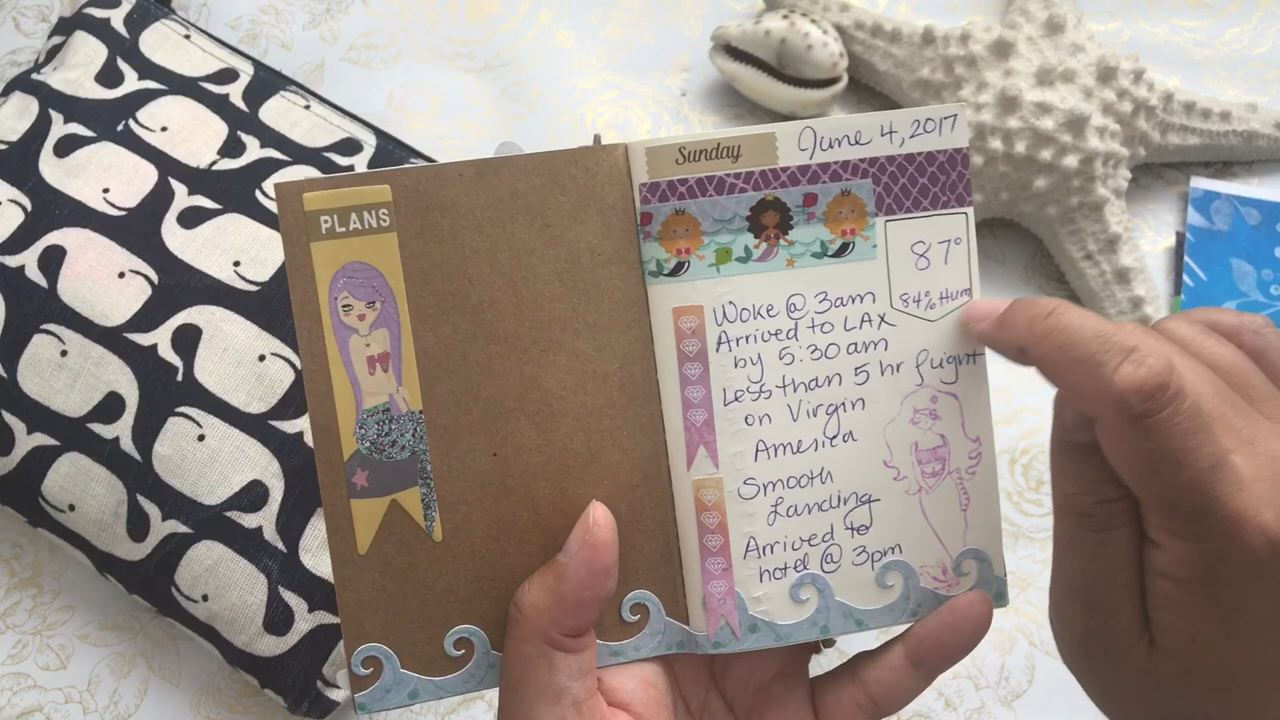 PLANS
Sunday
June 4, 2017
87°
84% Hum
Woke @ 3am
Arrived to LAX
by 5:30 am
Less than 5 hr flight
on Virgin
America
Smooth
Landing
Arrived to
hotel @ 3pm